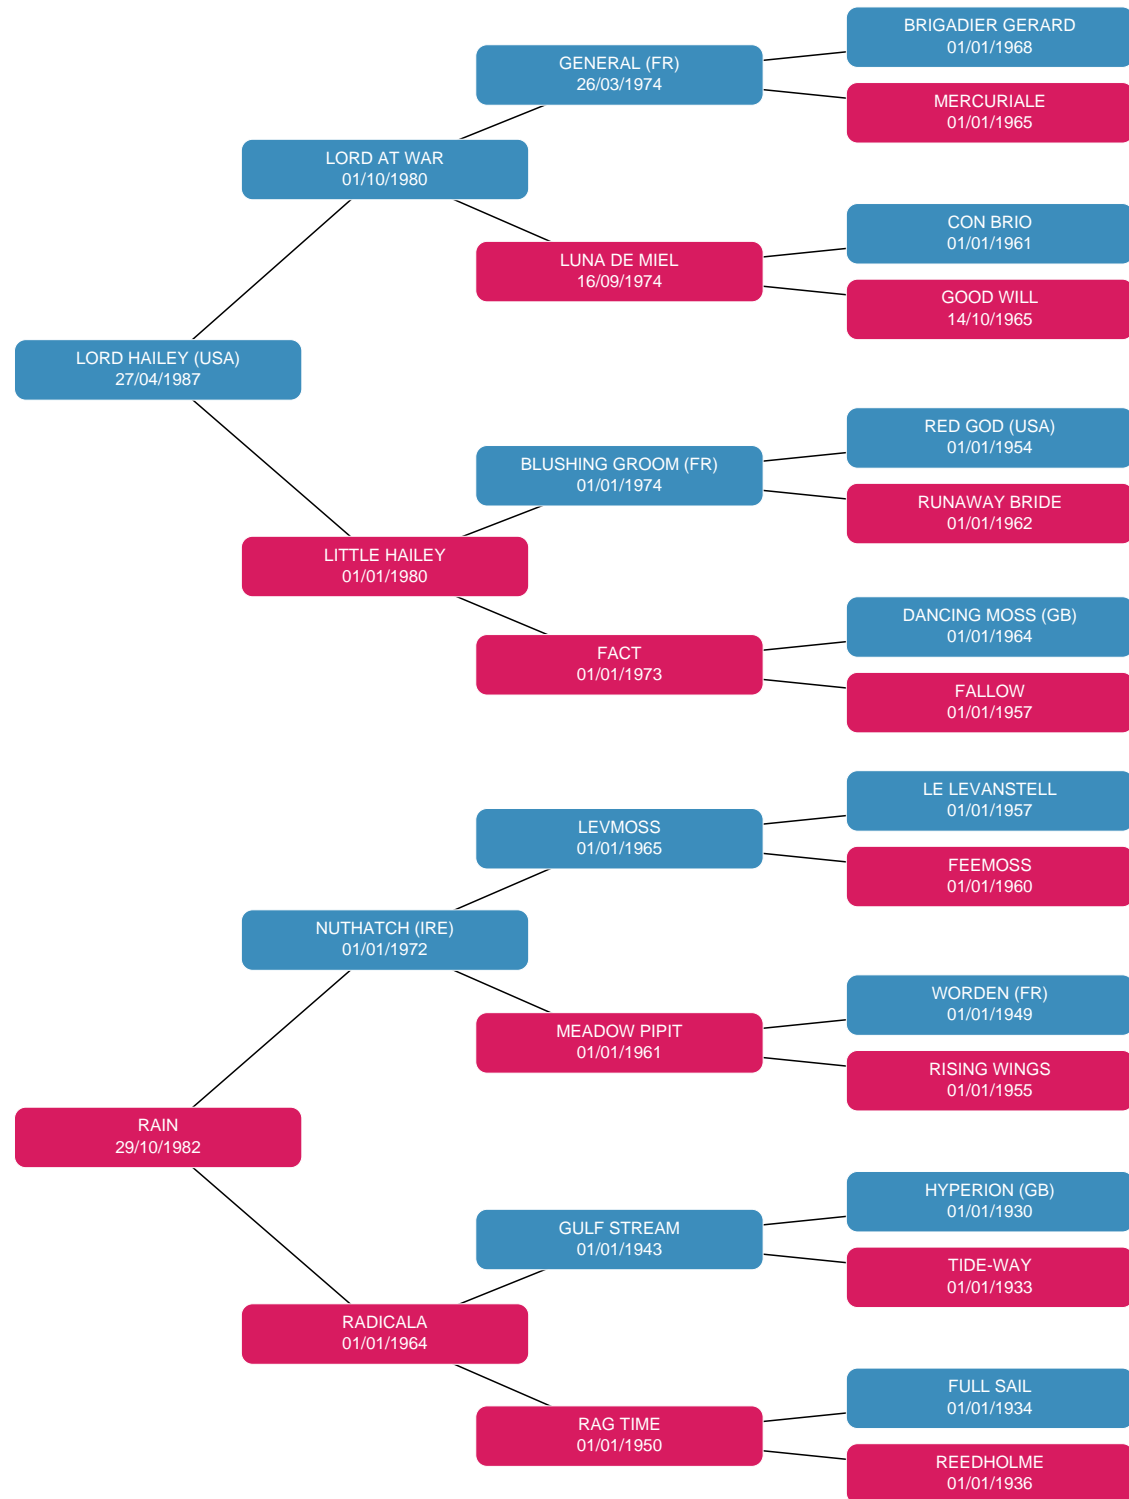 BRIGADIER GERARD
01/01/1968
GENERAL (FR)
26/03/1974
MERCURIALE
01/01/1965
LORD AT WAR
01/10/1980
CON BRIO
01/01/1961
LUNA DE MIEL
16/09/1974
GOOD WILL
14/10/1965
LORD HAILEY (USA)
27/04/1987
RED GOD (USA)
01/01/1954
BLUSHING GROOM (FR)
01/01/1974
RUNAWAY BRIDE
01/01/1962
LITTLE HAILEY
01/01/1980
DANCING MOSS (GB)
01/01/1964
FACT
01/01/1973
FALLOW
01/01/1957
LE LEVANSTELL
01/01/1957
LEVMOSS
01/01/1965
FEEMOSS
01/01/1960
NUTHATCH (IRE)
01/01/1972
WORDEN (FR)
01/01/1949
MEADOW PIPIT
01/01/1961
RISING WINGS
01/01/1955
RAIN
29/10/1982
HYPERION (GB)
01/01/1930
GULF STREAM
01/01/1943
TIDE-WAY
01/01/1933
RADICALA
01/01/1964
FULL SAIL
01/01/1934
RAG TIME
01/01/1950
REEDHOLME
01/01/1936